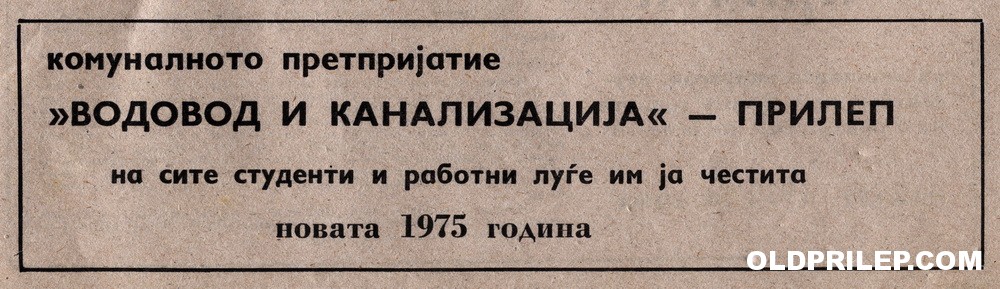 комуналното претпријатие
»ВОДОВОД И КАНАЛИЗАЦИЈА« — ПРИЛЕП
на сите студенти и работни луѓе им ја честита
новата 1975 година
OLDPRILEP.COM